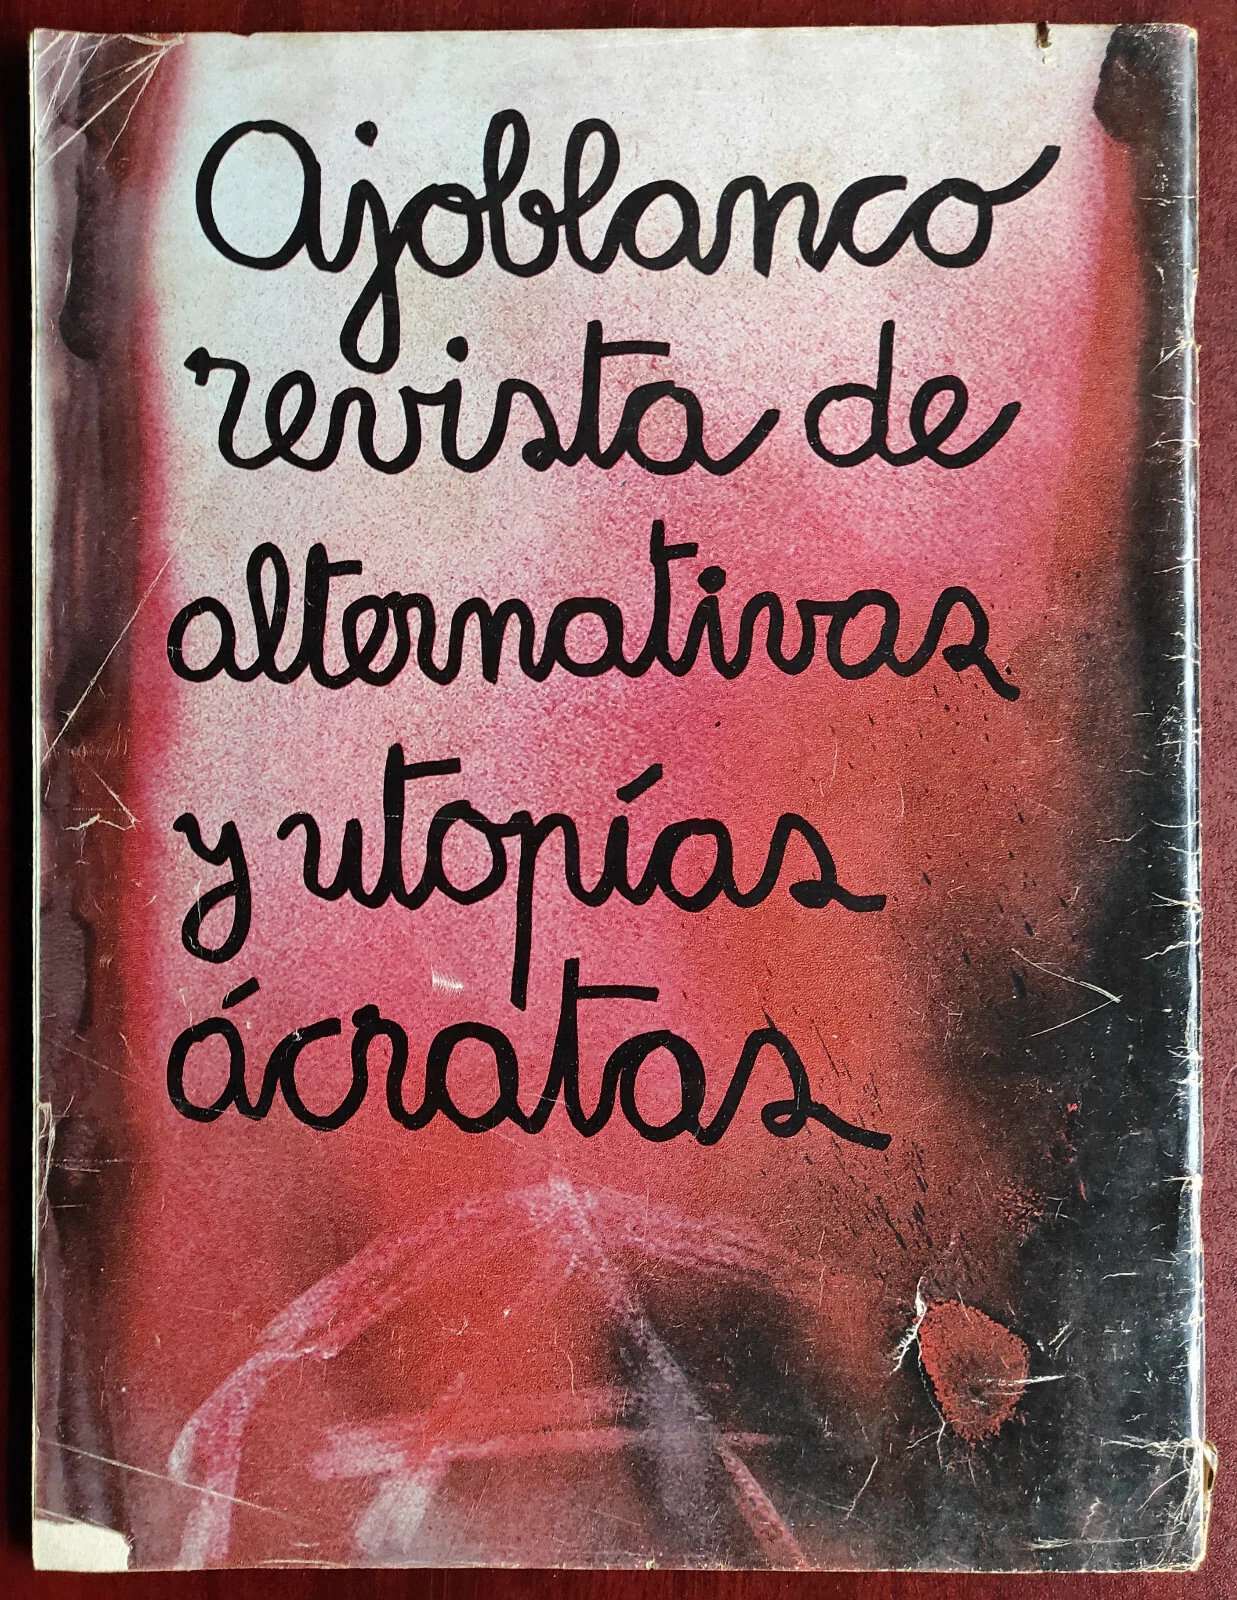 Ajoblanco
revista de
alternativas
y utopías
ácratas